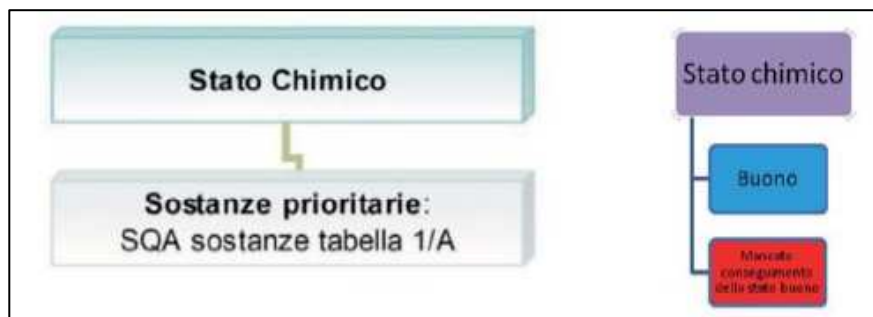 Stato Chimico
Sostanze prioritarie:
SQA sostanze tabella 1/A
Stato chimico
Buono
Mancato
conseguimento
dello stato buono